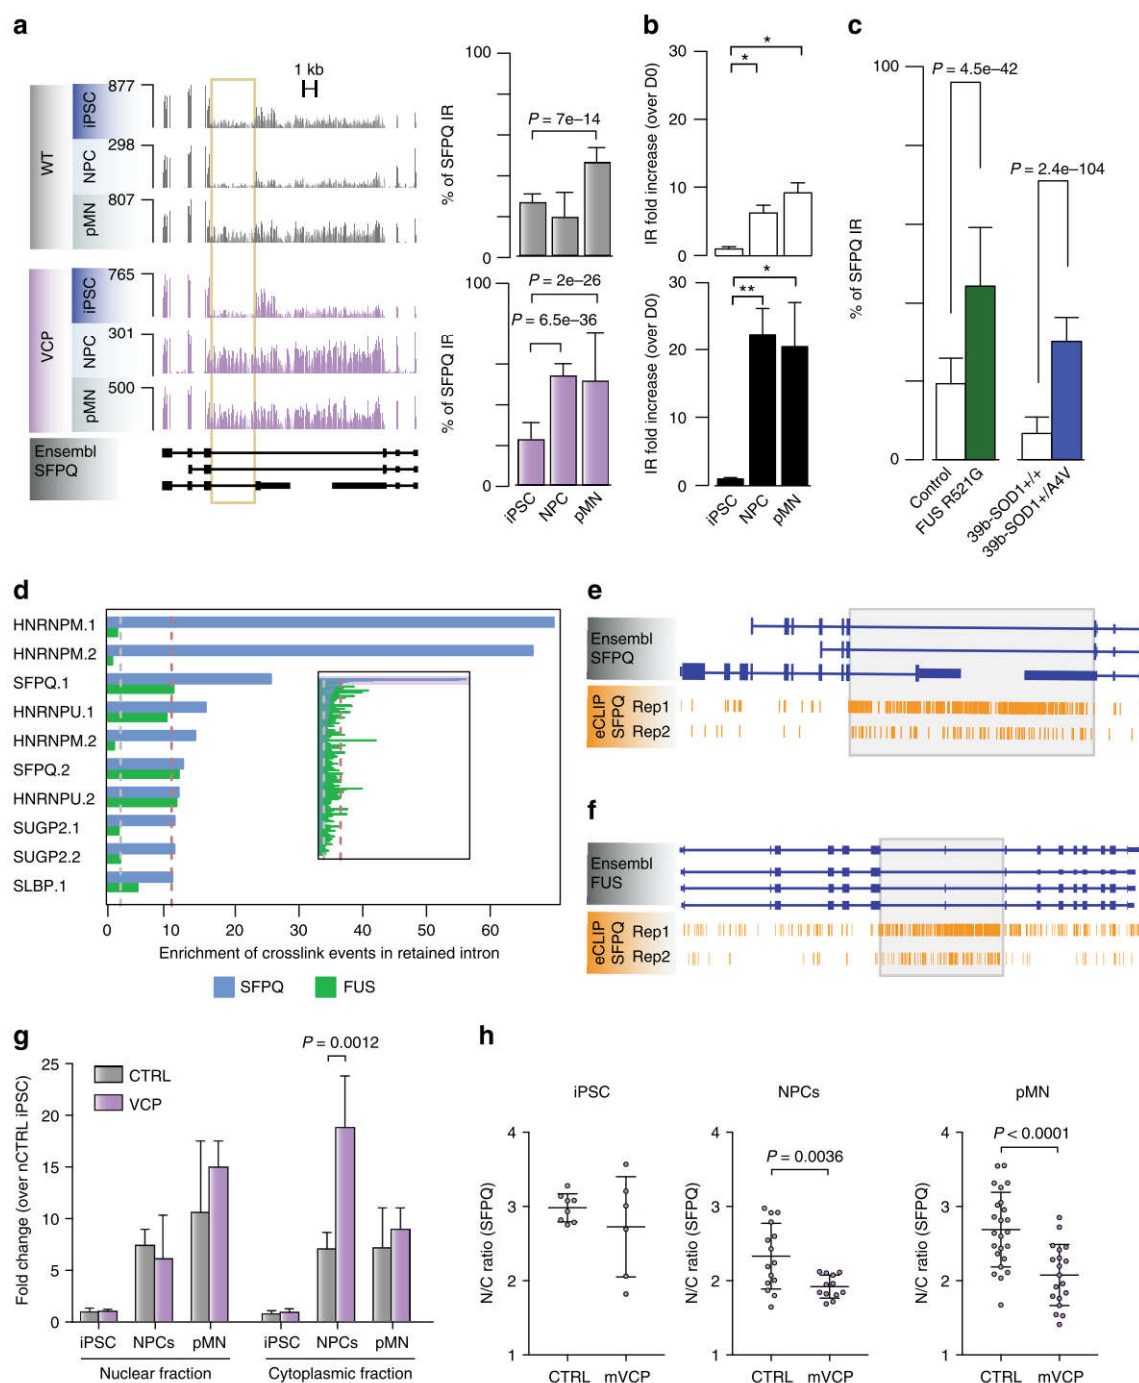 a
1 kb
WT
iPSC
877
NPC
298
pMN
807
VCP
iPSC
765
NPC
301
pMN
500
Ensembl
SFPQ
% of SFPQ IR
100
0
P = 7e–14
% of SFPQ IR
100
0
P = 2e–26
P = 6.5e–36
iPSC
NPC
pMN
b
IR fold increase (over D0)
30
20
10
0
*
*
IR fold increase (over D0)
30
20
10
0
*
**
iPSC
NPC
pMN
c
% of SFPQ IR
100
0
P = 4.5e–42
P = 2.4e–104
Control
FUS R521G
39b-SOD1+/+
39b-SOD1+/A4V
d
HNRNPM.1
HNRNPM.2
SFPQ.1
HNRNPU.1
HNRNPM.2
SFPQ.2
HNRNPU.2
SUGP2.1
SUGP2.2
SLBP.1
0 10 20 30 40 50 60
Enrichment of crosslink events in retained intron
SFPQ FUS
e
Ensembl
SFPQ
eCLIP
SFPQ
Rep1
Rep2
f
Ensembl
FUS
eCLIP
SFPQ
Rep1
Rep2
g
Fold change (over nCTRL iPSC)
25
20
15
10
5
0
CTRL
VCP
P = 0.0012
iPSC NPCs pMN iPSC NPCs pMN
Nuclear fraction Cytoplasmic fraction
h
iPSC
N/C ratio (SFPQ)
4
3
2
1
CTRL mVCP
NPCs
N/C ratio (SFPQ)
4
3
2
1
P = 0.0036
CTRL mVCP
pMN
N/C ratio (SFPQ)
4
3
2
1
P < 0.0001
CTRL mVCP